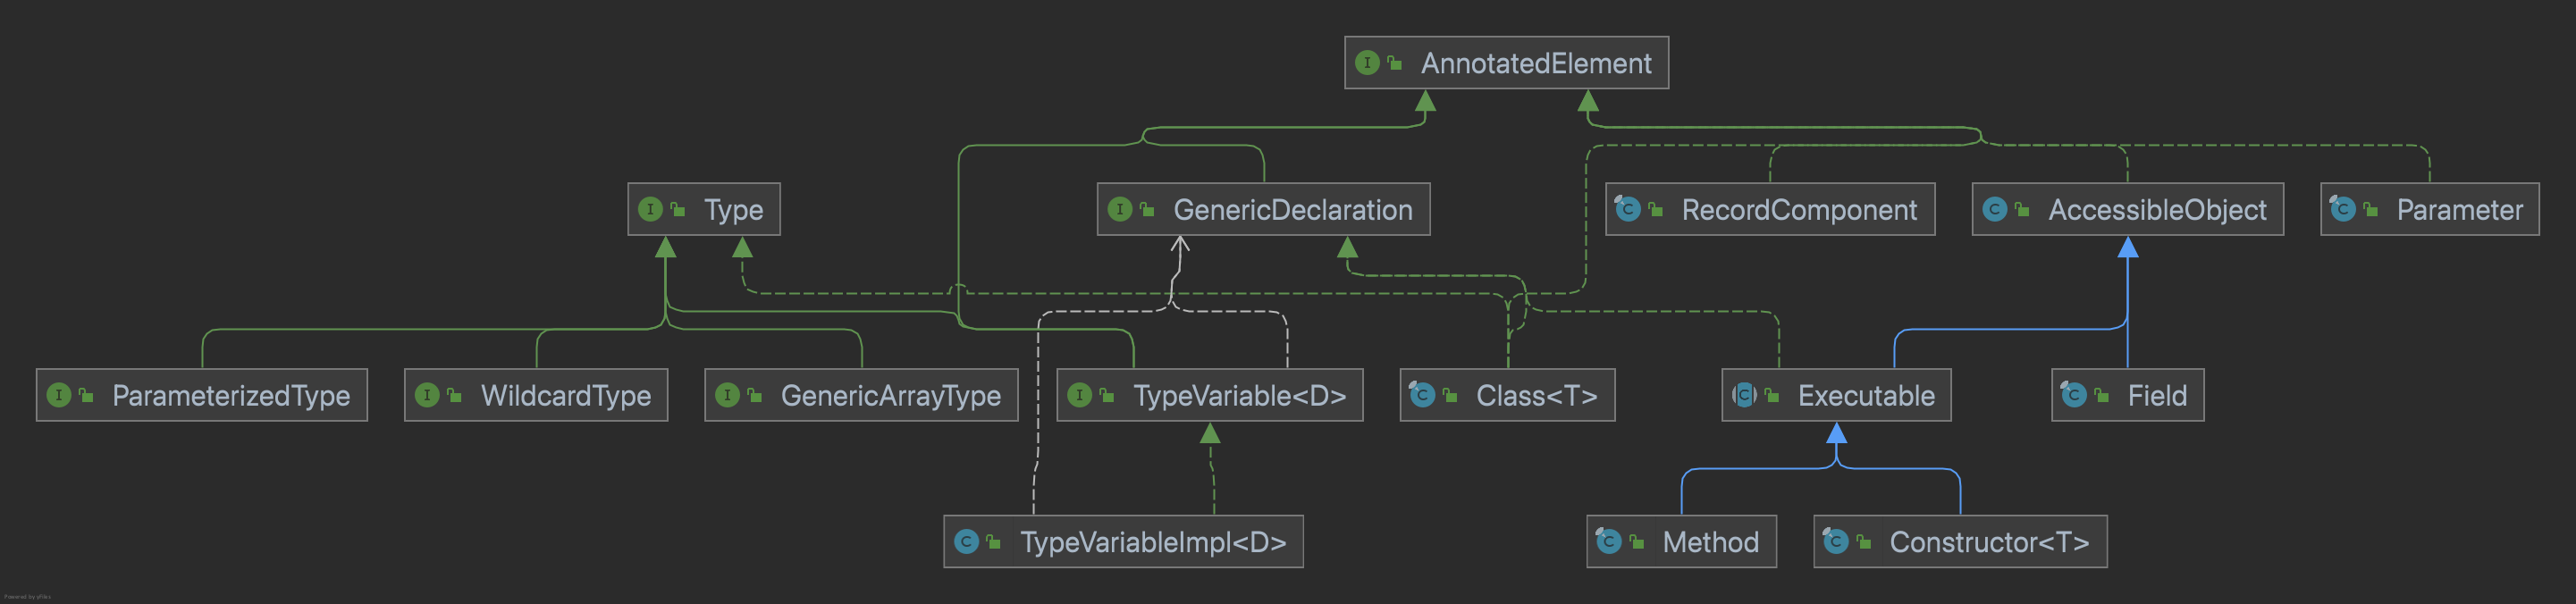 AnnotatedElement
Type
GenericDeclaration
RecordComponent
AccessibleObject
Parameter
ParameterizedType
WildcardType
GenericArrayType
TypeVariable<D>
Class<T>
Executable
Field
TypeVariableImpl<D>
Method
Constructor<T>
Powered by yFiles